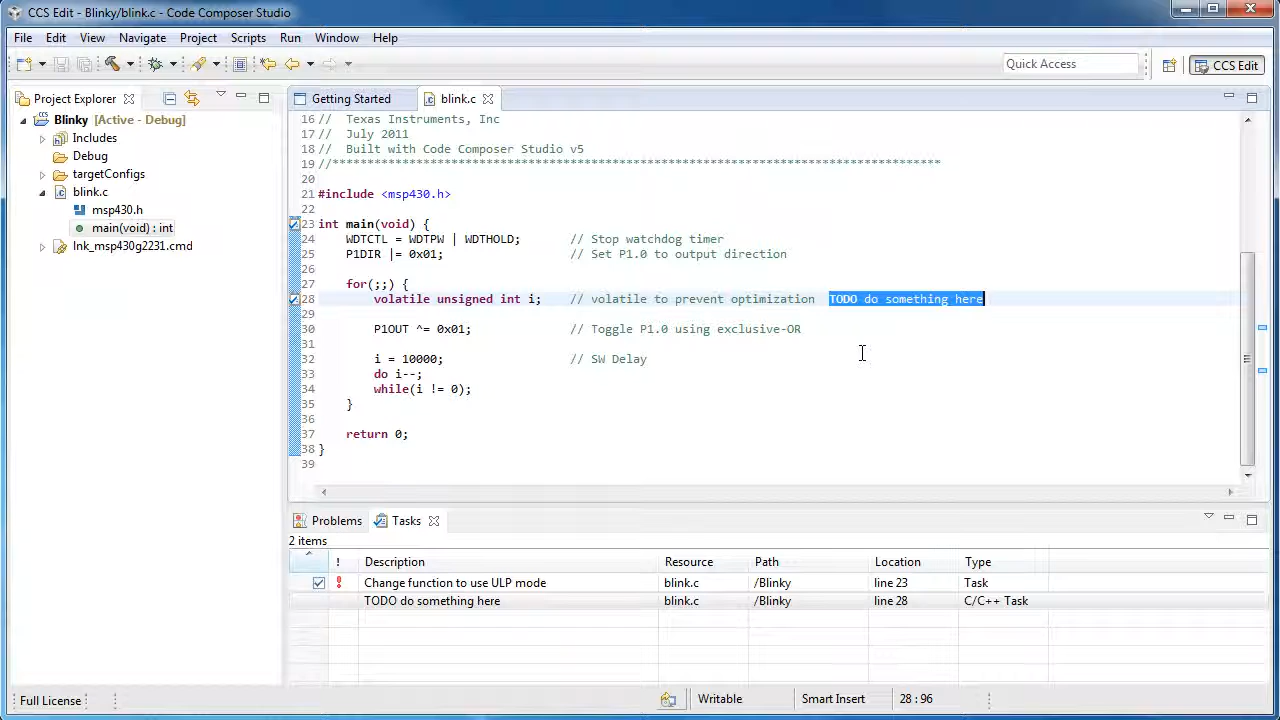 CCS Edit - Blinky/blink.c - Code Composer Studio
File Edit View Navigate Project Scripts Run Window Help
Quick Access
CCS Edit
Project Explorer
Blinky [Active - Debug]
Includes
Debug
targetConfigs
blink.c
msp430.h
main(void) : int
lnk_msp430g2231.cmd
Getting Started
blink.c
16 // Texas Instruments, Inc
17 // July 2011
18 // Built with Code Composer Studio v5
19 //***************************************************************************************
20
21 #include <msp430.h>
22
23 int main(void) {
24 WDTCTL = WDTPW | WDTHOLD; // Stop watchdog timer
25 P1DIR |= 0x01; // Set P1.0 to output direction
26
27 for(;;) {
28 volatile unsigned int i; // volatile to prevent optimization TODO do something here
29
30 P1OUT ^= 0x01; // Toggle P1.0 using exclusive-OR
31
32 i = 10000; // SW Delay
33 do i--;
34 while(i != 0);
35 }
36
37 return 0;
38 }
39
Problems
Tasks
2 items
! Description Resource Path Location Type
! Change function to use ULP mode blink.c /Blinky line 23 Task
TODO do something here blink.c /Blinky line 28 C/C++ Task
Full License
Writable
Smart Insert
28 : 96